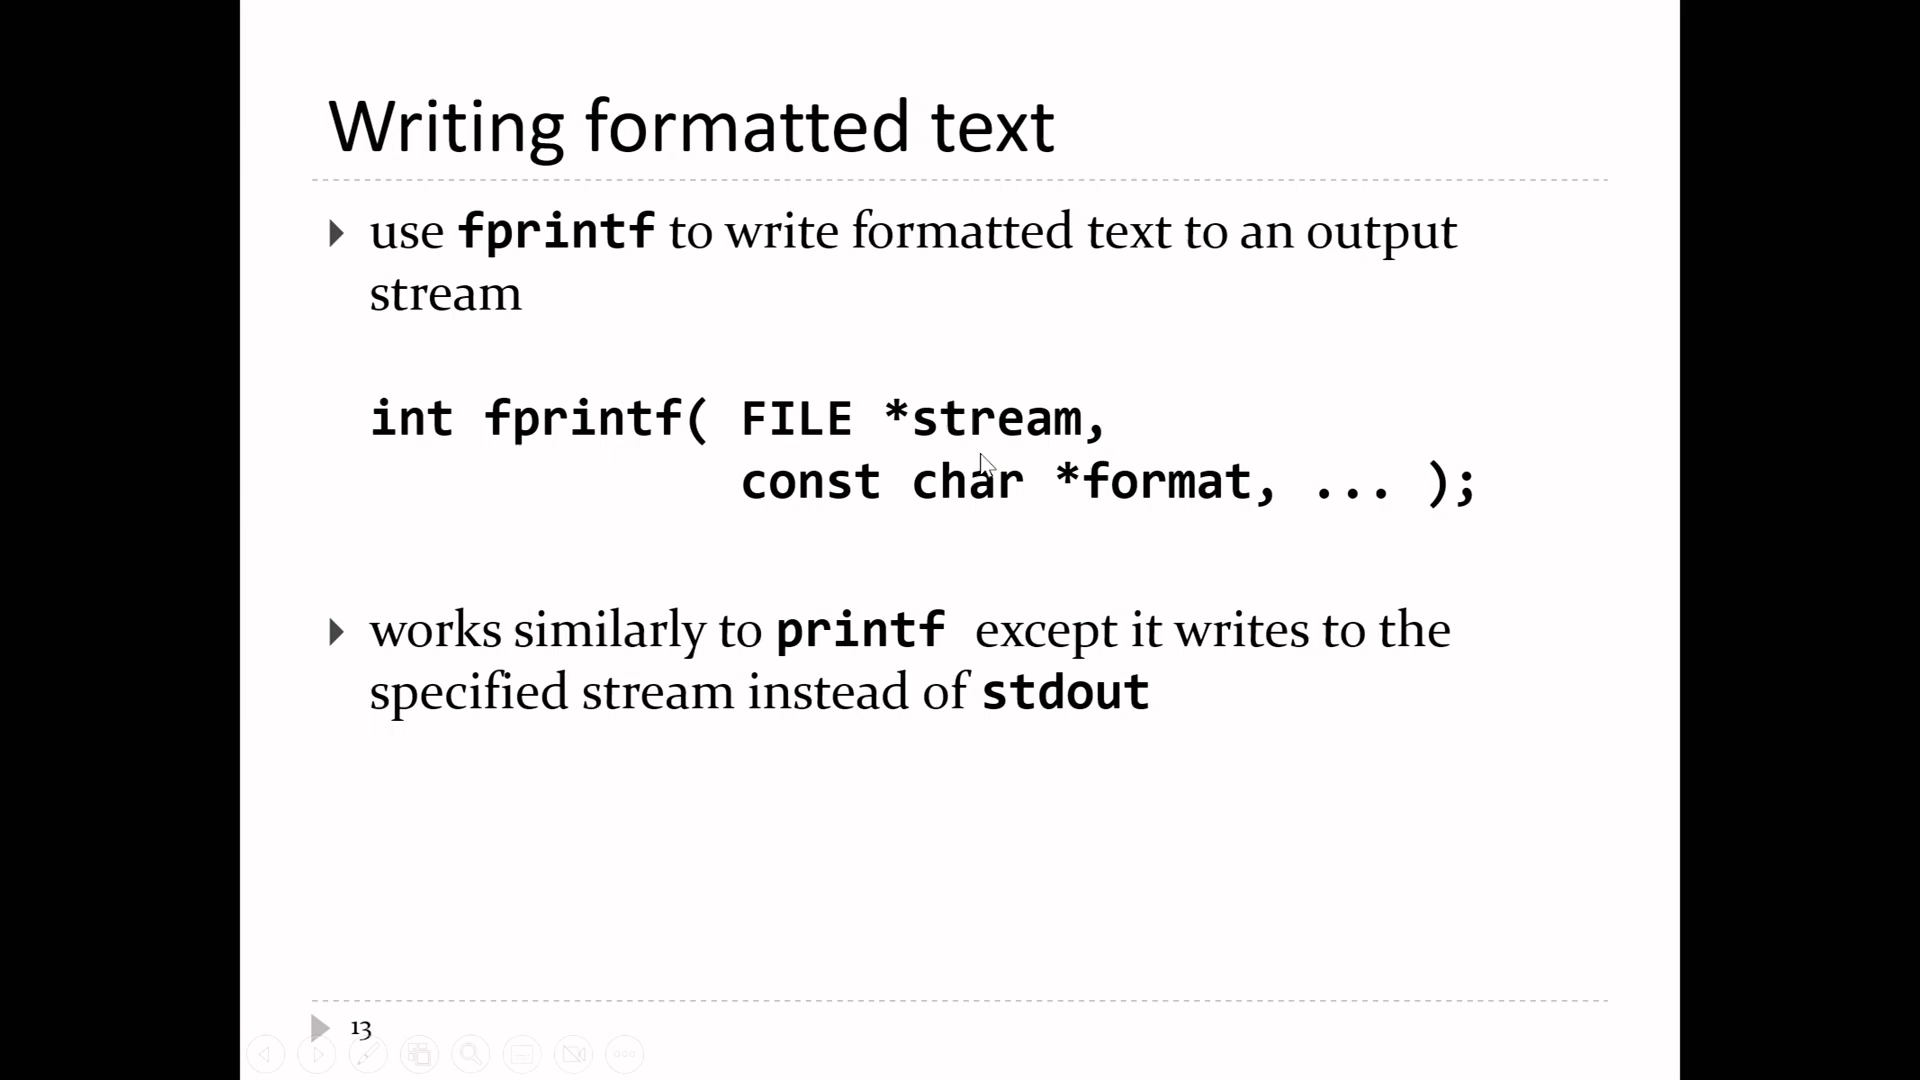 Writing formatted text
use fprintf to write formatted text to an output
stream
int fprintf( FILE *stream,
const char *format, ... );
works similarly to printf except it writes to the
specified stream instead of stdout
13